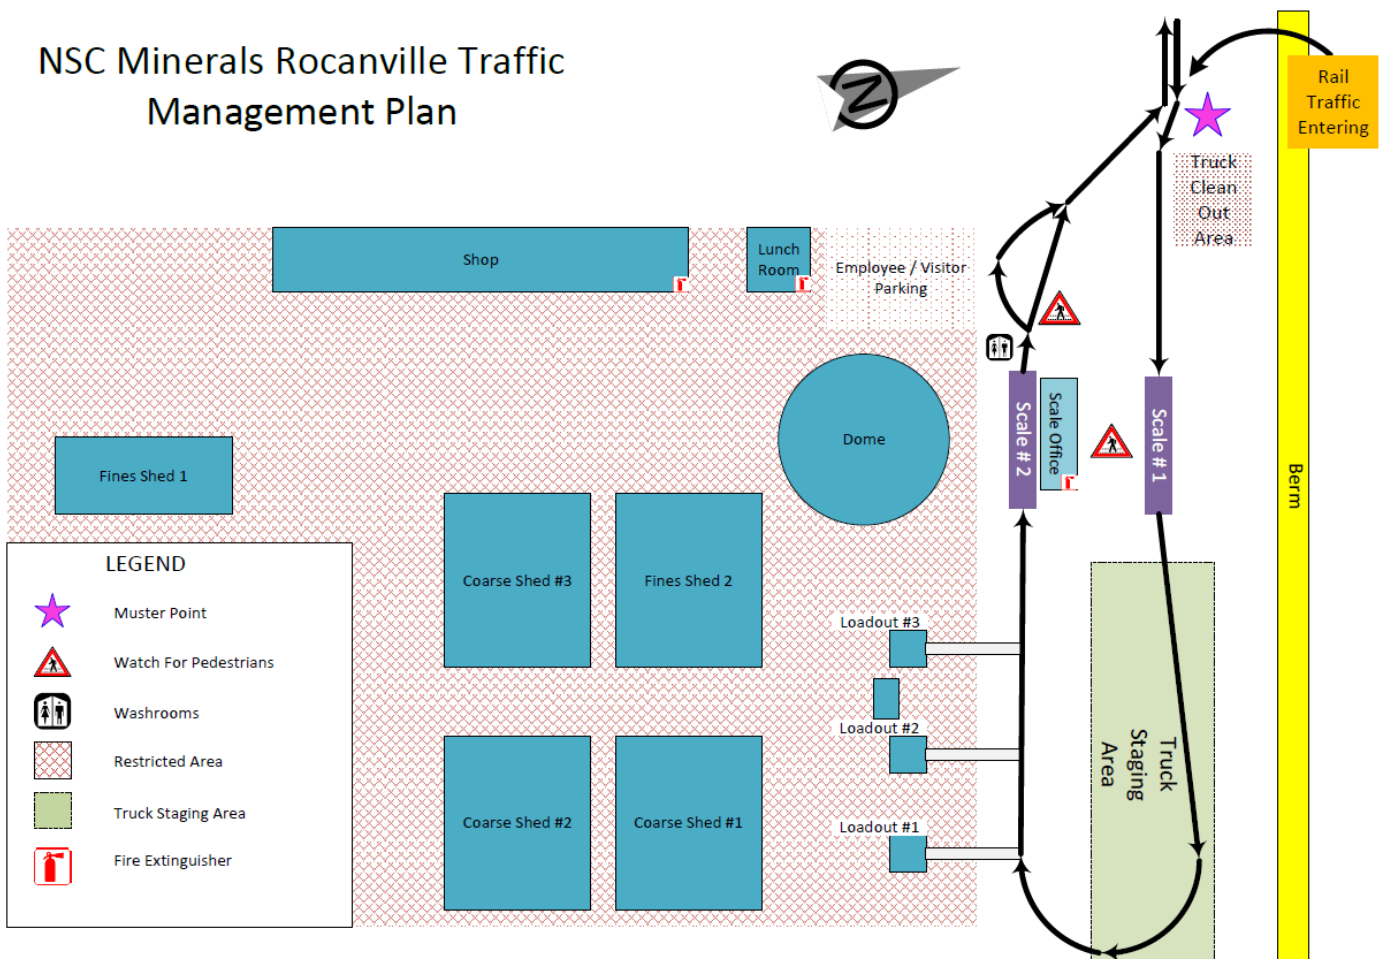 NSC Minerals Rocanville Traffic
Management Plan
N
Rail
Traffic
Entering
Truck
Clean
Out
Area
Shop
Lunch
Room
Employee / Visitor
Parking
Dome
Scale # 2
Scale Office
Scale # 1
Berm
Fines Shed 1
Coarse Shed #3
Fines Shed 2
LEGEND
Muster Point
Watch For Pedestrians
Washrooms
Restricted Area
Truck Staging Area
Fire Extinguisher
Loadout #3
Loadout #2
Loadout #1
Coarse Shed #2
Coarse Shed #1
Truck
Staging
Area